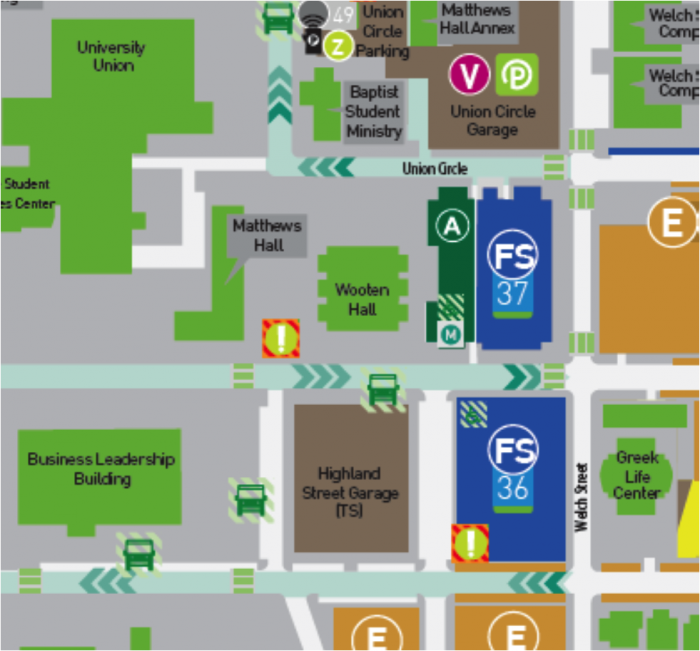 49
Union
Circle
Parking
P
Z
Matthews
Hall Annex
Welch
Comp
University
Union
Baptist
Student
Ministry
V
P
Union Circle
Garage
Welch
Comp
Union Circle
Student
es Center
Matthews
Hall
A
FS
37
E
Wooten
Hall
M
!
Business Leadership
Building
Highland
Street Garage
(TS)
FS
36
Welch Street
Greek
Life
Center
!
E
E